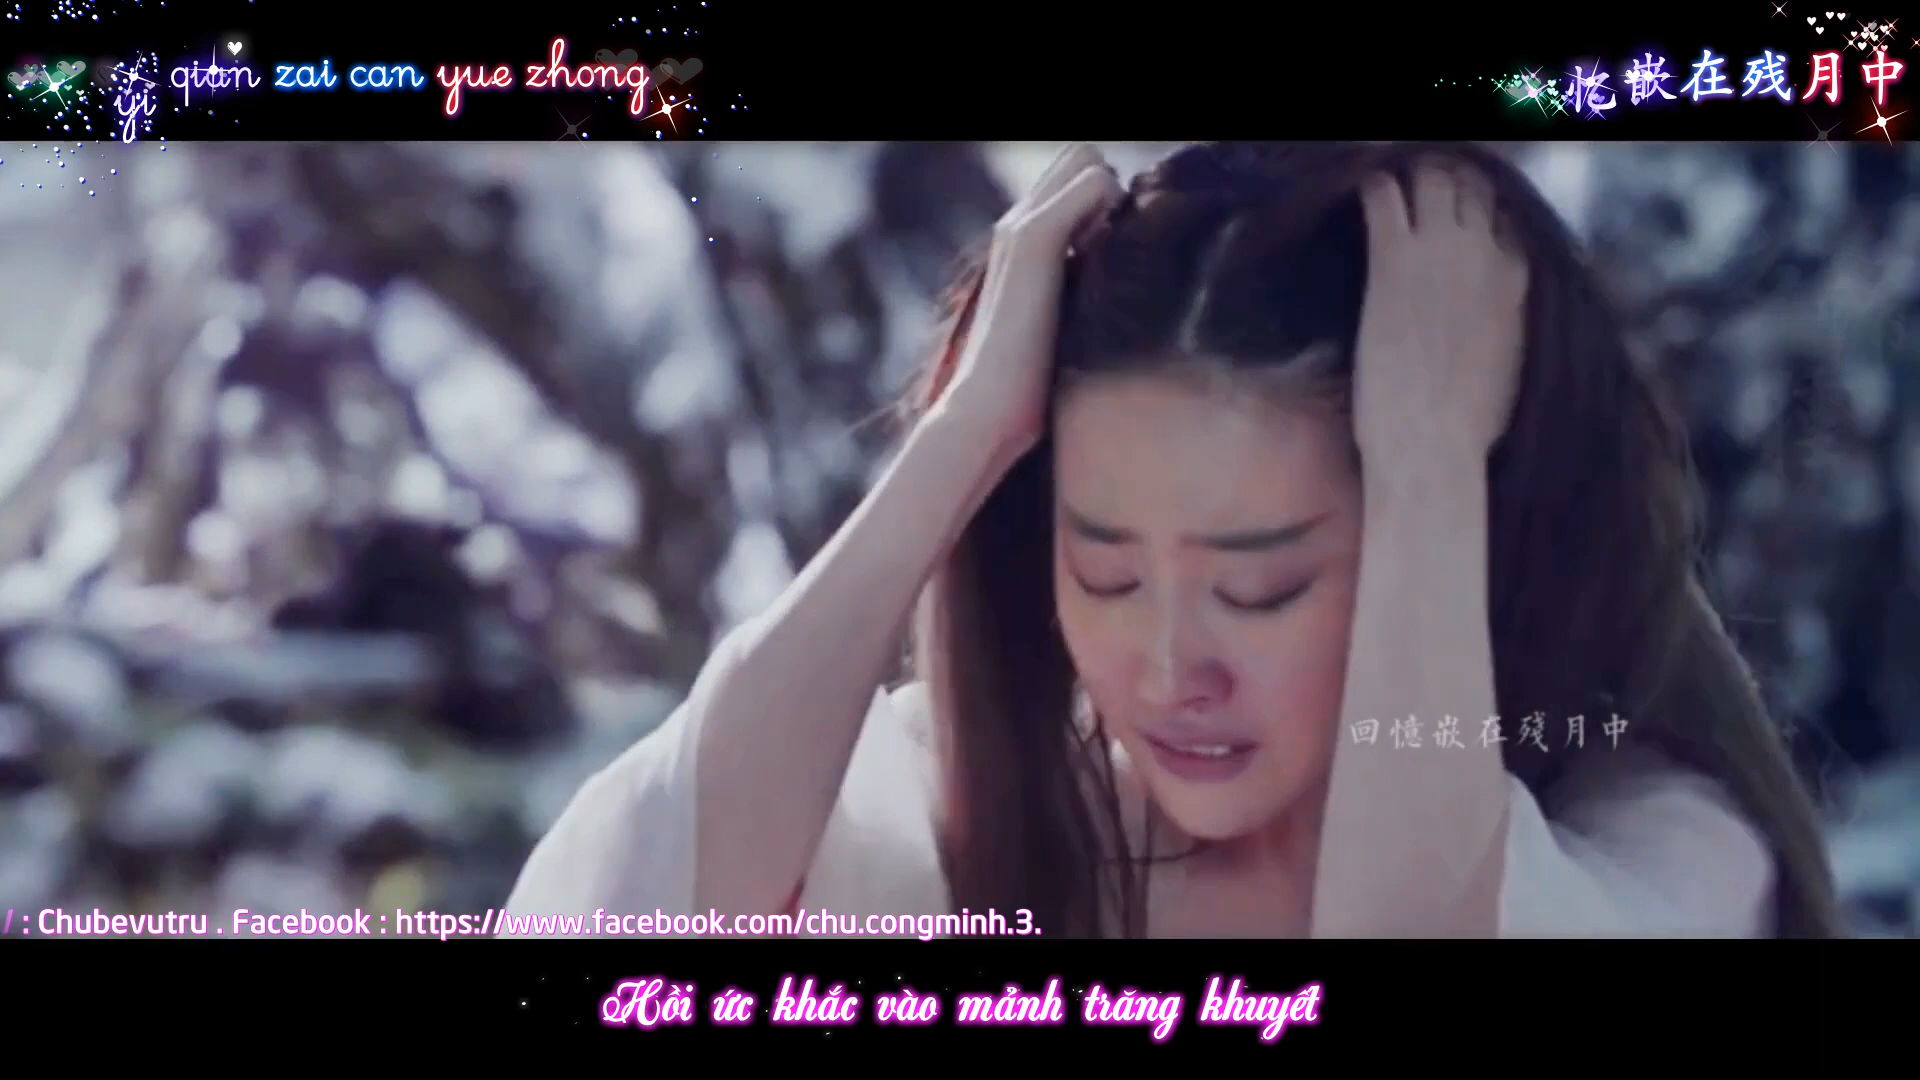 yi qian zai can yue zhong
忆嵌在残月中
回憶嵌在殘月中
: Chubevutru . Facebook : https://www.facebook.com/chu.congminh.3.
Hồi ức khắc vào mảnh trăng khuyết